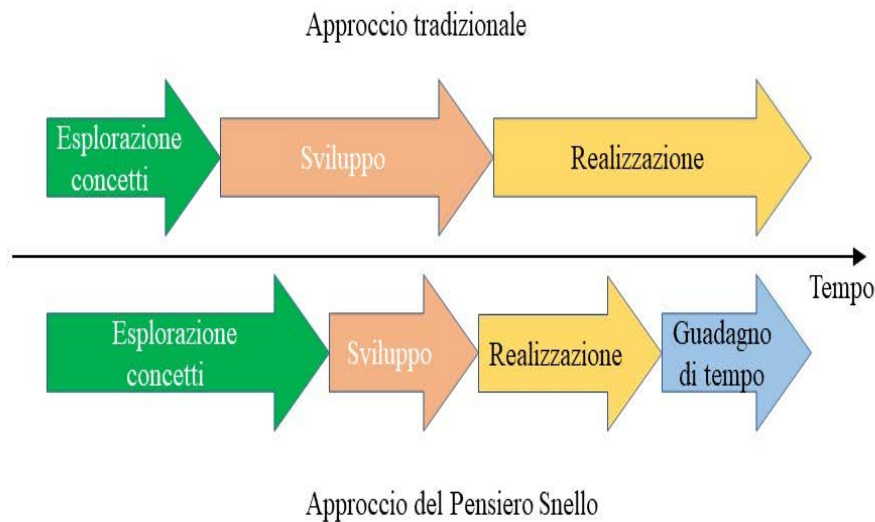 Approccio tradizionale
Esplorazione
concetti
Sviluppo
Realizzazione
Tempo
Esplorazione
concetti
Sviluppo
Realizzazione
Guadagno
di tempo
Approccio del Pensiero Snello